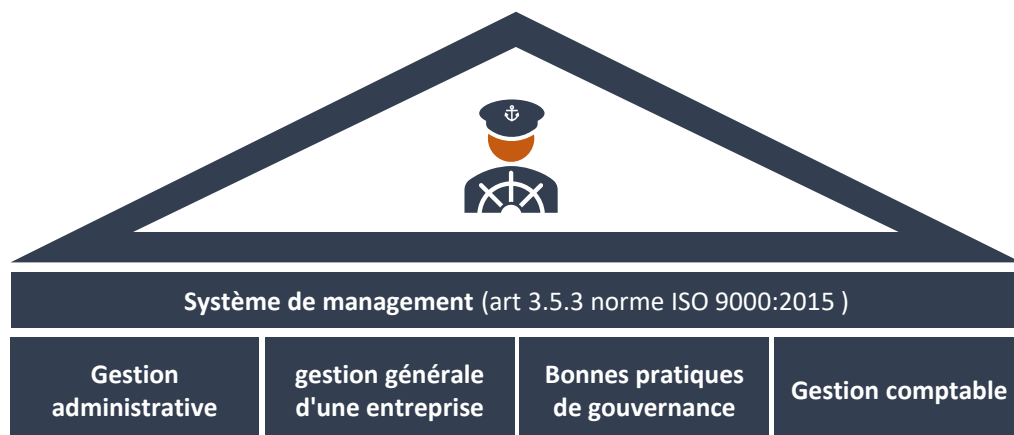 Système de management (art 3.5.3 norme ISO 9000:2015 )
Gestion
administrative
gestion générale
d'une entreprise
Bonnes pratiques
de gouvernance
Gestion comptable